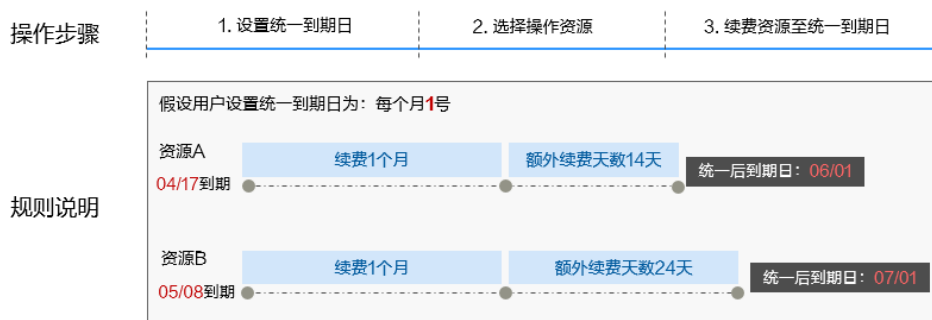 操作步骤
1. 设置统一到期日
2. 选择操作资源
3. 续费资源至统一到期日
规则说明
假设用户设置统一到期日为：每个月1号
资源A
04/17到期
续费1个月
额外续费天数14天
统一后到期日：06/01
资源B
05/08到期
续费1个月
额外续费天数24天
统一后到期日：07/01